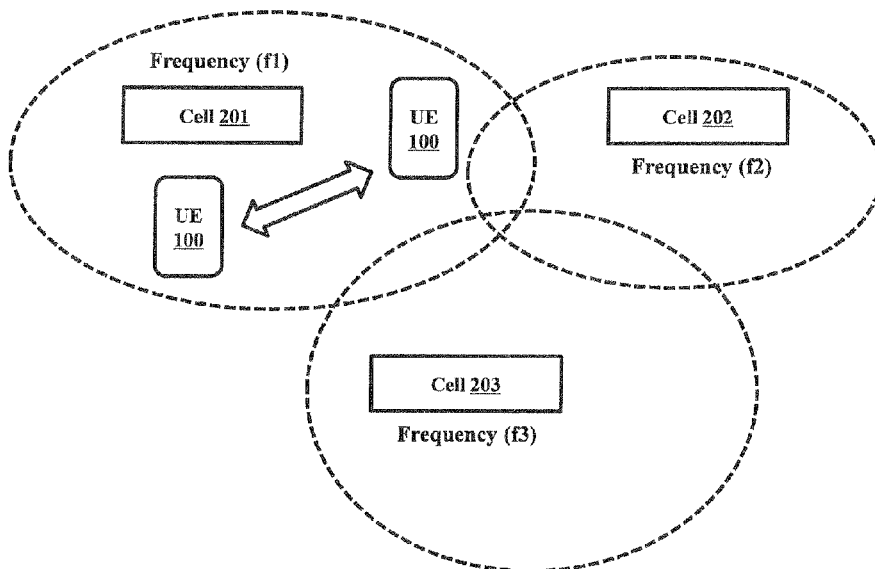 Frequency (f1)
Cell 201
UE
100
Cell 202
Frequency (f2)
UE
100
Cell 203
Frequency (f3)